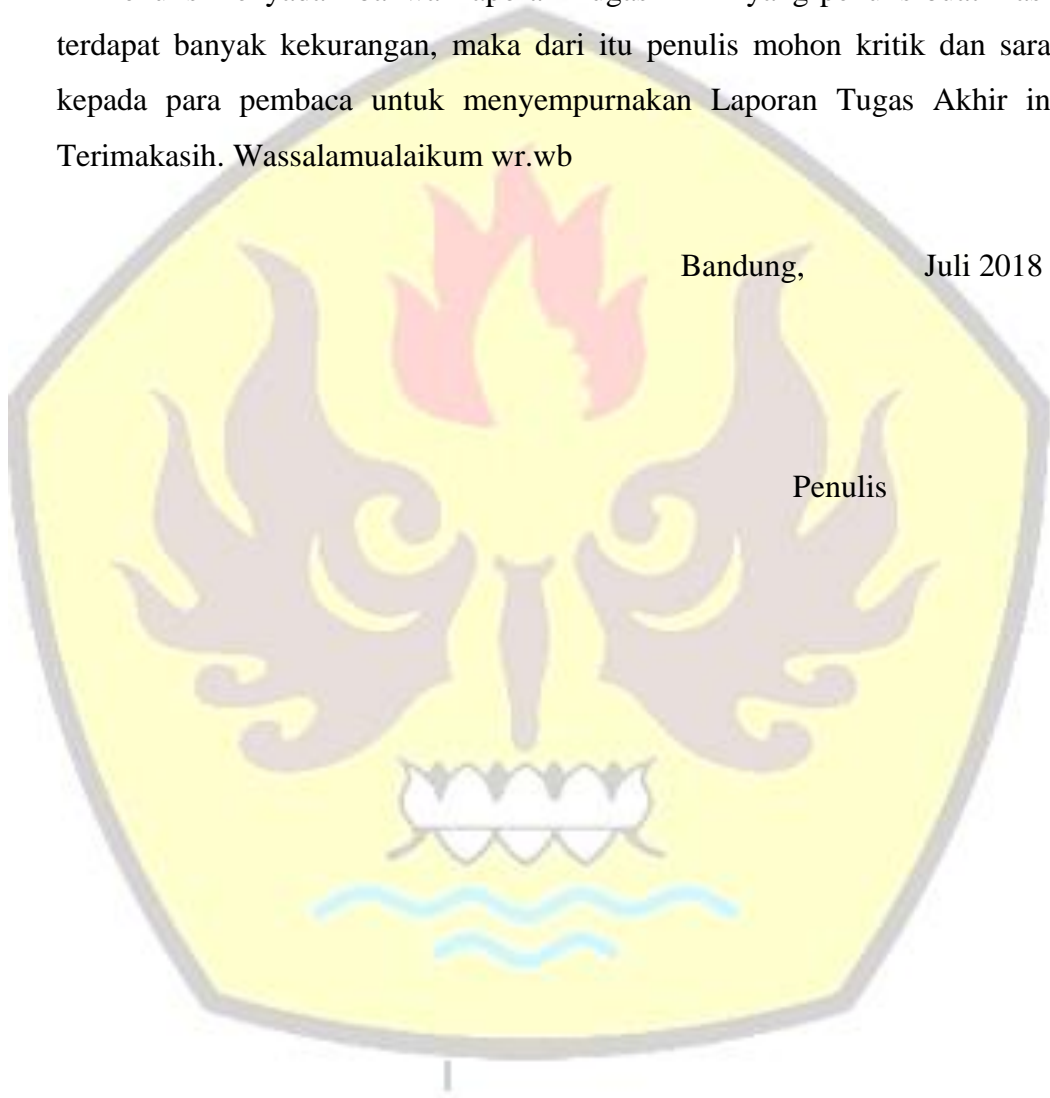 terdapat banyak kekurangan, maka dari itu penulis mohon kritik dan sara
kepada para pembaca untuk menyempurnakan Laporan Tugas Akhir in
Terimakasih. Wassalamualaikum wr.wb
Bandung, Juli 2018
Penulis